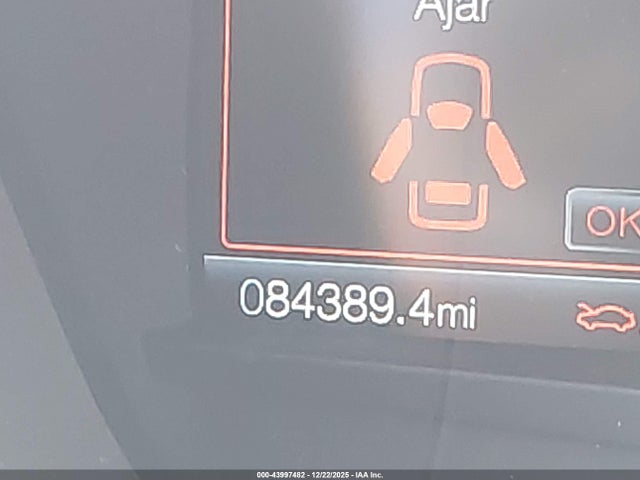 Ajar
OK
084389.4mi
000-43997482 - 12/22/2025 - IAA Inc.